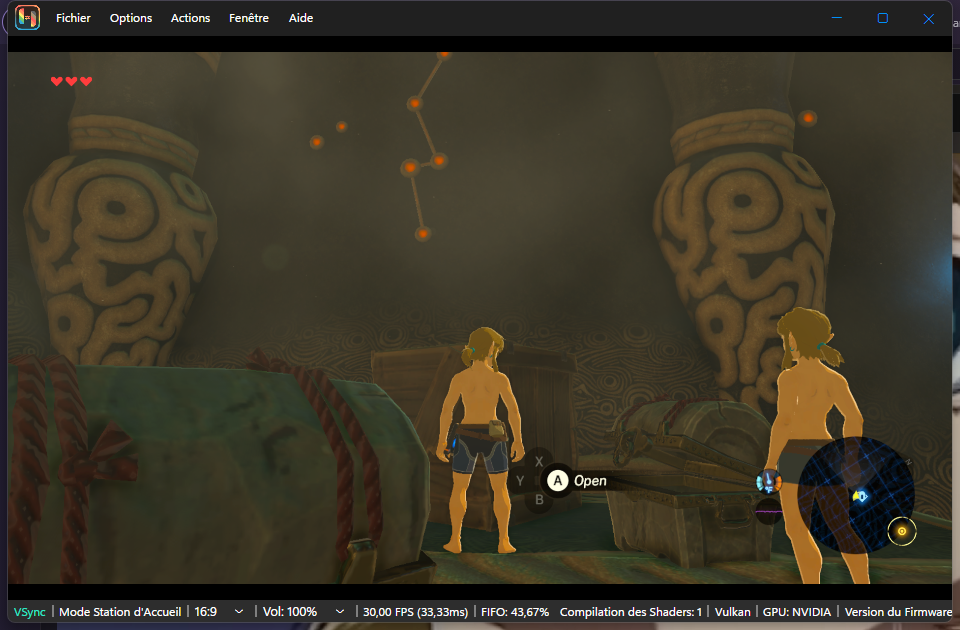 Fichier Options Actions Fenêtre Aide
X
Y A Open
B
N
VSync | Mode Station d'Accueil | 16:9 | Vol: 100% | 30,00 FPS (33,33ms) | FIFO: 43,67% Compilation des Shaders: 1 | Vulkan | GPU: NVIDIA | Version du Firmware